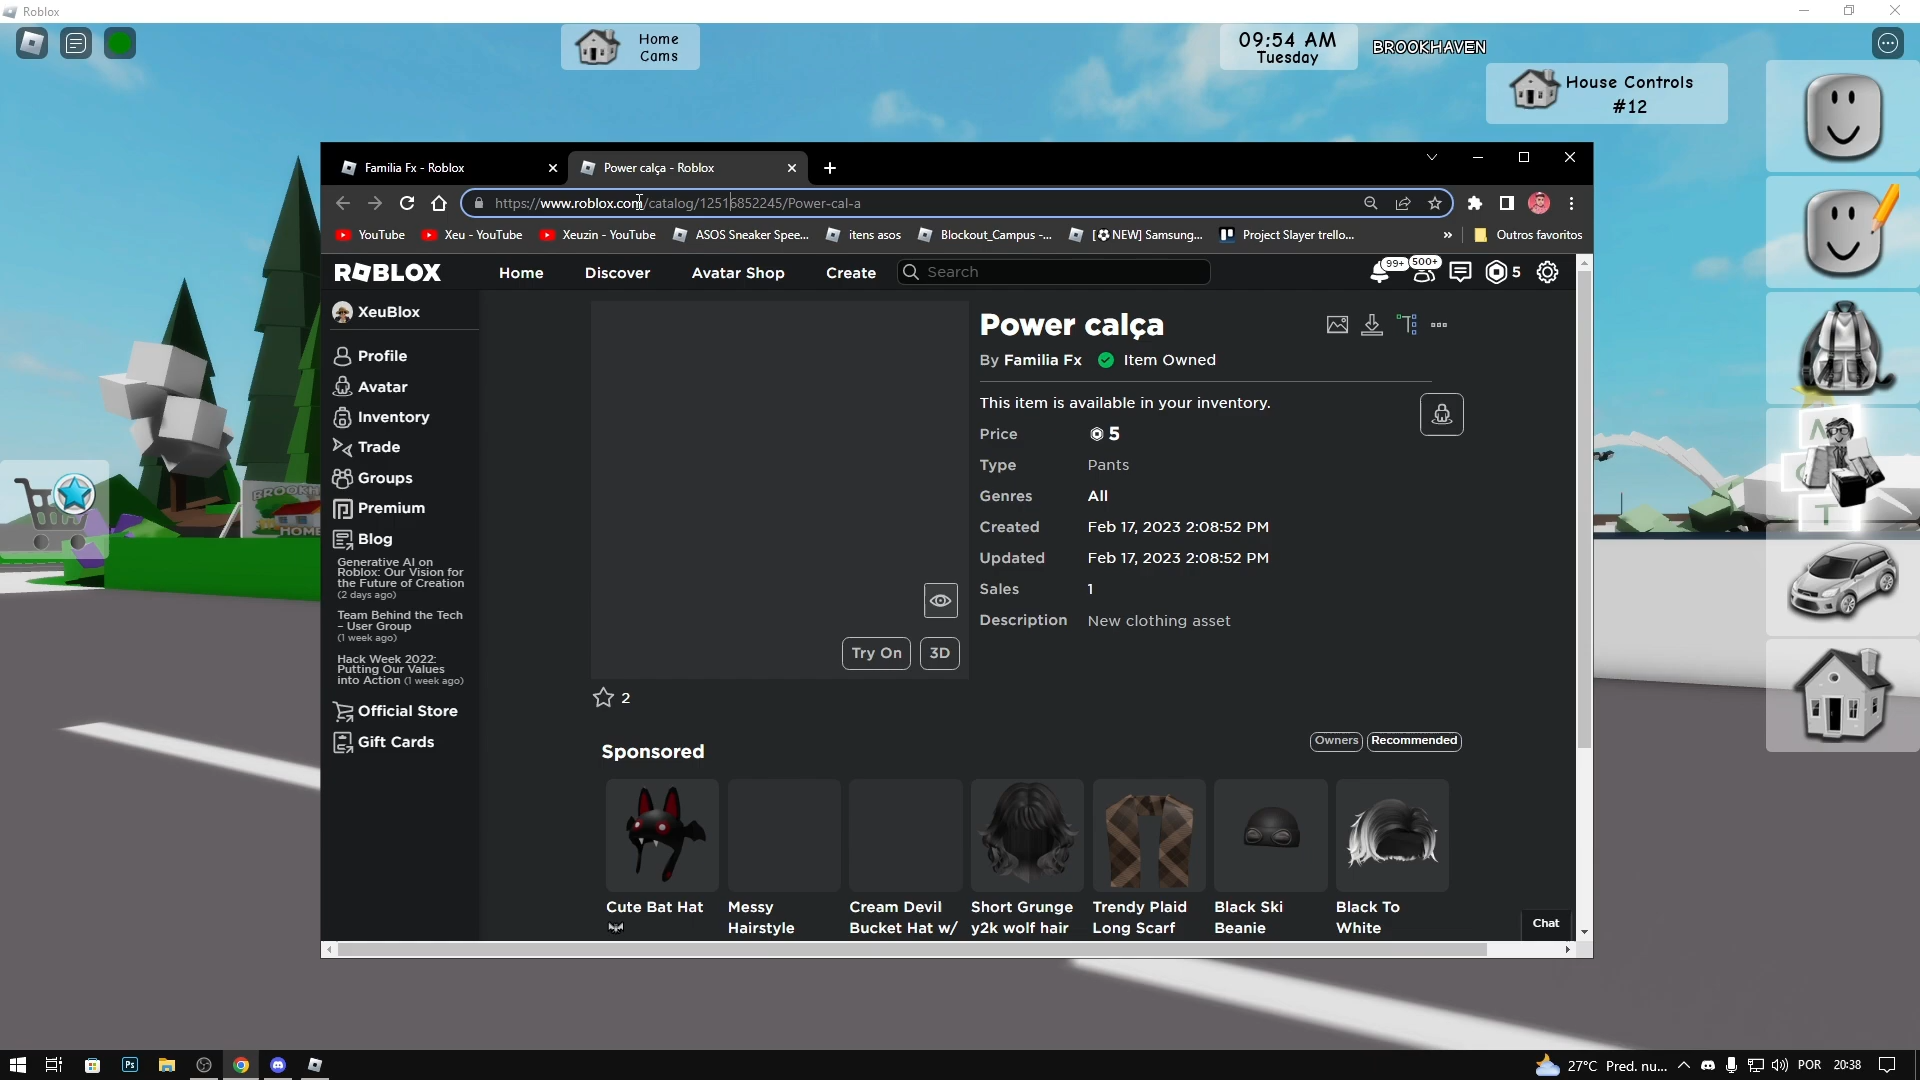 Roblox
Home
Cams
09:54 AM
Tuesday
BROOKHAVEN
House Controls
#12
Familia Fx - Roblox
Power calça - Roblox
https://www.roblox.com/catalog/12516852245/Power-cal-a
YouTube
Xeu - YouTube
Xeuzin - YouTube
ASOS Sneaker Spee...
itens asos
Blockout_Campus -...
[⚽NEW] Samsung...
Project Slayer trello...
»
Outros favoritos
ROBLOX
Home
Discover
Avatar Shop
Create
Search
99+
500+
5
XeuBlox
Profile
Avatar
Inventory
Trade
Groups
Premium
Blog
Generative AI on
Roblox: Our Vision for
the Future of Creation
(2 days ago)
Team Behind the Tech
– User Group
(1 week ago)
Hack Week 2022:
Putting Our Values
into Action (1 week ago)
Official Store
Gift Cards
Power calça
By Familia Fx
Item Owned
This item is available in your inventory.
Price
5
Type
Pants
Genres
All
Created
Feb 17, 2023 2:08:52 PM
Updated
Feb 17, 2023 2:08:52 PM
Sales
1
Description
New clothing asset
Try On
3D
2
Sponsored
Owners
Recommended
Cute Bat Hat
Messy
Hairstyle
Cream Devil
Bucket Hat w/
Short Grunge
y2k wolf hair
Trendy Plaid
Long Scarf
Black Ski
Beanie
Black To
White
Chat
BROOKH
HOME
T
Ps
27°C Pred. nu...
POR
20:38